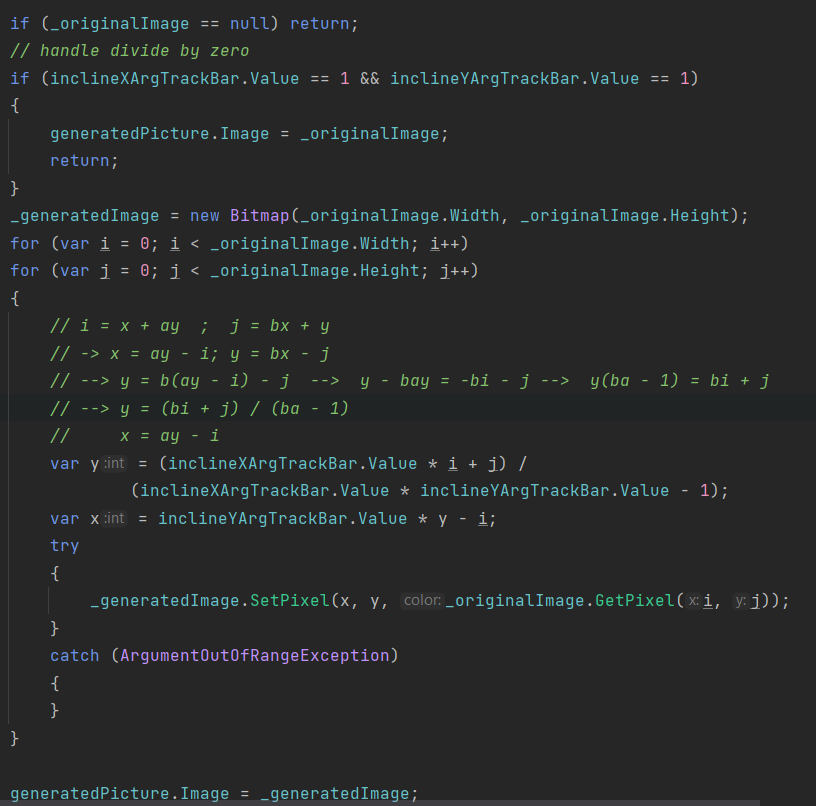 if (_originalImage == null) return;
// handle divide by zero
if (inclineXArgTrackBar.Value == 1 && inclineYArgTrackBar.Value == 1)
{
    generatedPicture.Image = _originalImage;
    return;
}
_generatedImage = new Bitmap(_originalImage.Width, _originalImage.Height);
for (var i = 0; i < _originalImage.Width; i++)
for (var j = 0; j < _originalImage.Height; j++)
{
    // i = x + ay  ;  j = bx + y
    // -> x = ay - i; y = bx - j
    // --> y = b(ay - i) - j  -->  y - bay = -bi - j -->  y(ba - 1) = bi + j
    // --> y = (bi + j) / (ba - 1)
    //     x = ay - i
    var y :int = (inclineXArgTrackBar.Value * i + j) /
            (inclineXArgTrackBar.Value * inclineYArgTrackBar.Value - 1);
    var x :int = inclineYArgTrackBar.Value * y - i;
    try
    {
        _generatedImage.SetPixel(x, y, color: _originalImage.GetPixel( x: i, y: j));
    }
    catch (ArgumentOutOfRangeException)
    {
    }
}
generatedPicture.Image = _generatedImage;